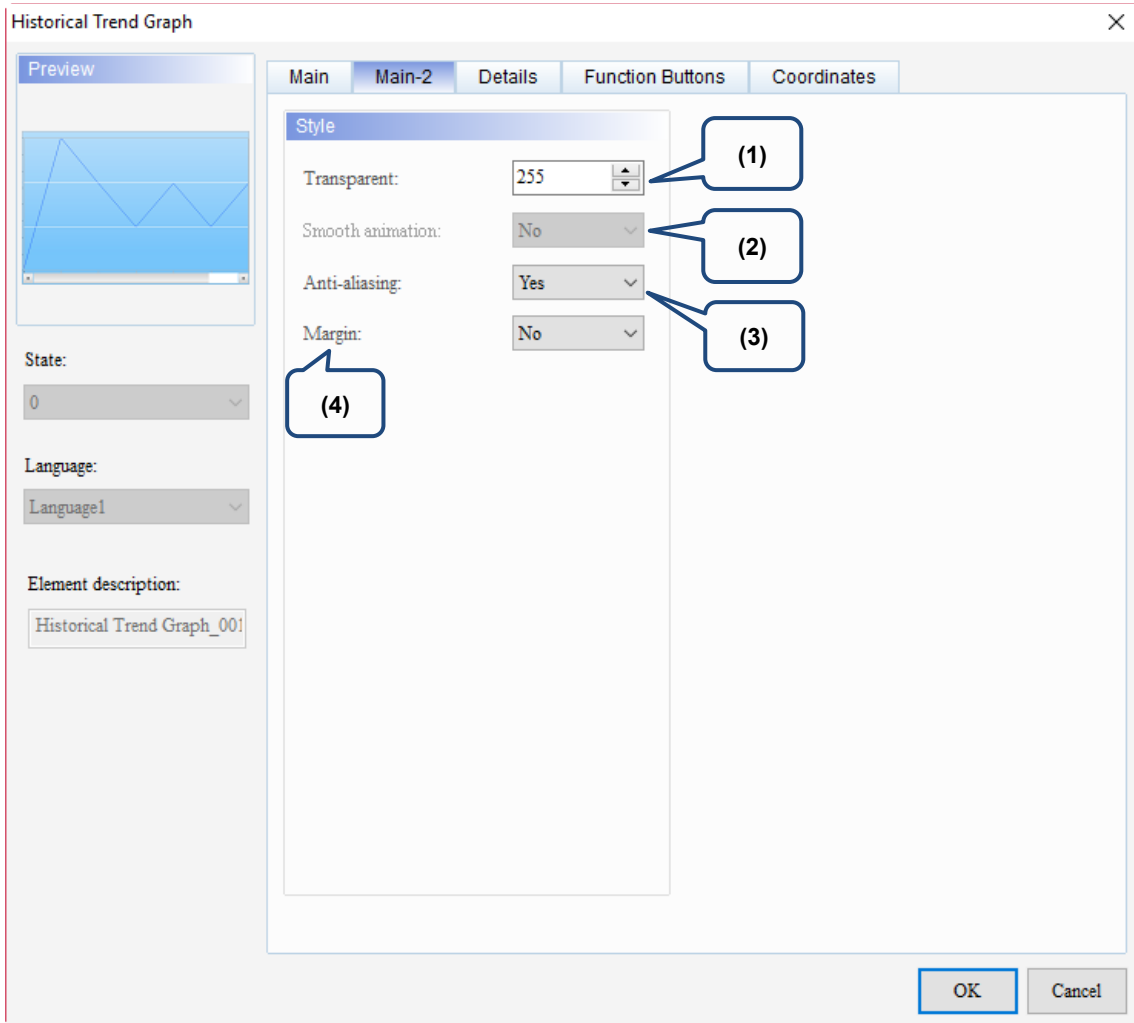 Historical Trend Graph
Preview
Main Main-2 Details Function Buttons Coordinates
Style
Transparent: 255
(1)
Smooth animation: No
(2)
Anti-aliasing: Yes
(3)
Margin: No
(4)
State:
0
Language:
Language1
Element description:
Historical Trend Graph_001
OK Cancel